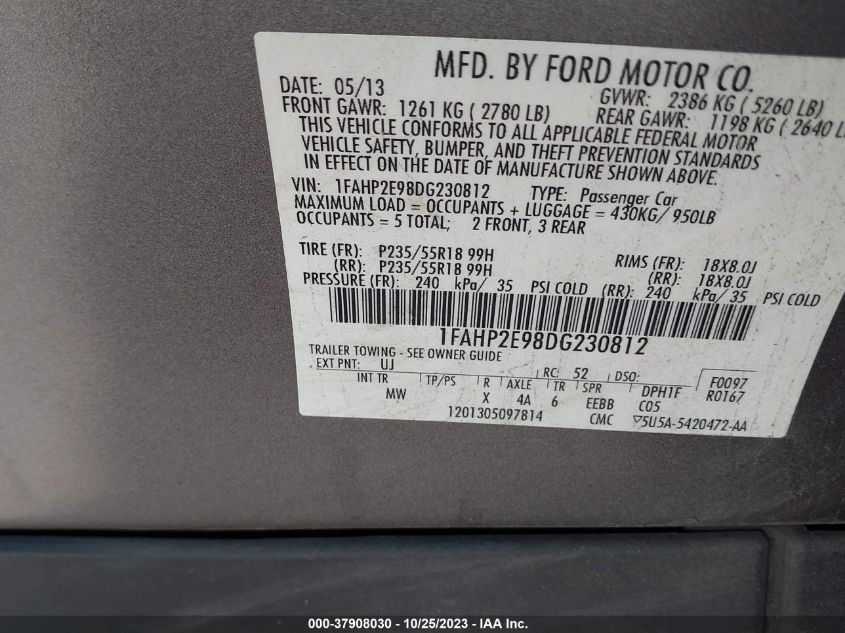 MFD. BY FORD MOTOR CO.
DATE: 05/13 GVWR: 2386 KG ( 5260 LB)
FRONT GAWR: 1261 KG ( 2780 LB) REAR GAWR: 1198 KG ( 2640 L
THIS VEHICLE CONFORMS TO ALL APPLICABLE FEDERAL MOTOR
VEHICLE SAFETY, BUMPER, AND THEFT PREVENTION STANDARDS
IN EFFECT ON THE DATE OF MANUFACTURE SHOWN ABOVE.
VIN: 1FAHP2E98DG230812 TYPE: Passenger Car
MAXIMUM LOAD = OCCUPANTS + LUGGAGE = 430KG/ 950LB
OCCUPANTS = 5 TOTAL; 2 FRONT, 3 REAR
TIRE (FR): P235/55R18 99H RIMS (FR): 18X8.0J
(RR): P235/55R18 99H (RR): 18X8.0J
PRESSURE (FR): 240 kPa/ 35 PSI COLD (RR): 240 kPa/ 35 PSI COLD
1FAHP2E98DG230812
TRAILER TOWING - SEE OWNER GUIDE
EXT PNT: UJ RC: 52 DSO: F0097
INT TR TP/PS R AXLE TR SPR DPH1F R0167
MW X 4A 6 EEBB C05
1201305097814 CMC ▽5U5A-5420472-AA
000-37908030 - 10/25/2023 - IAA Inc.